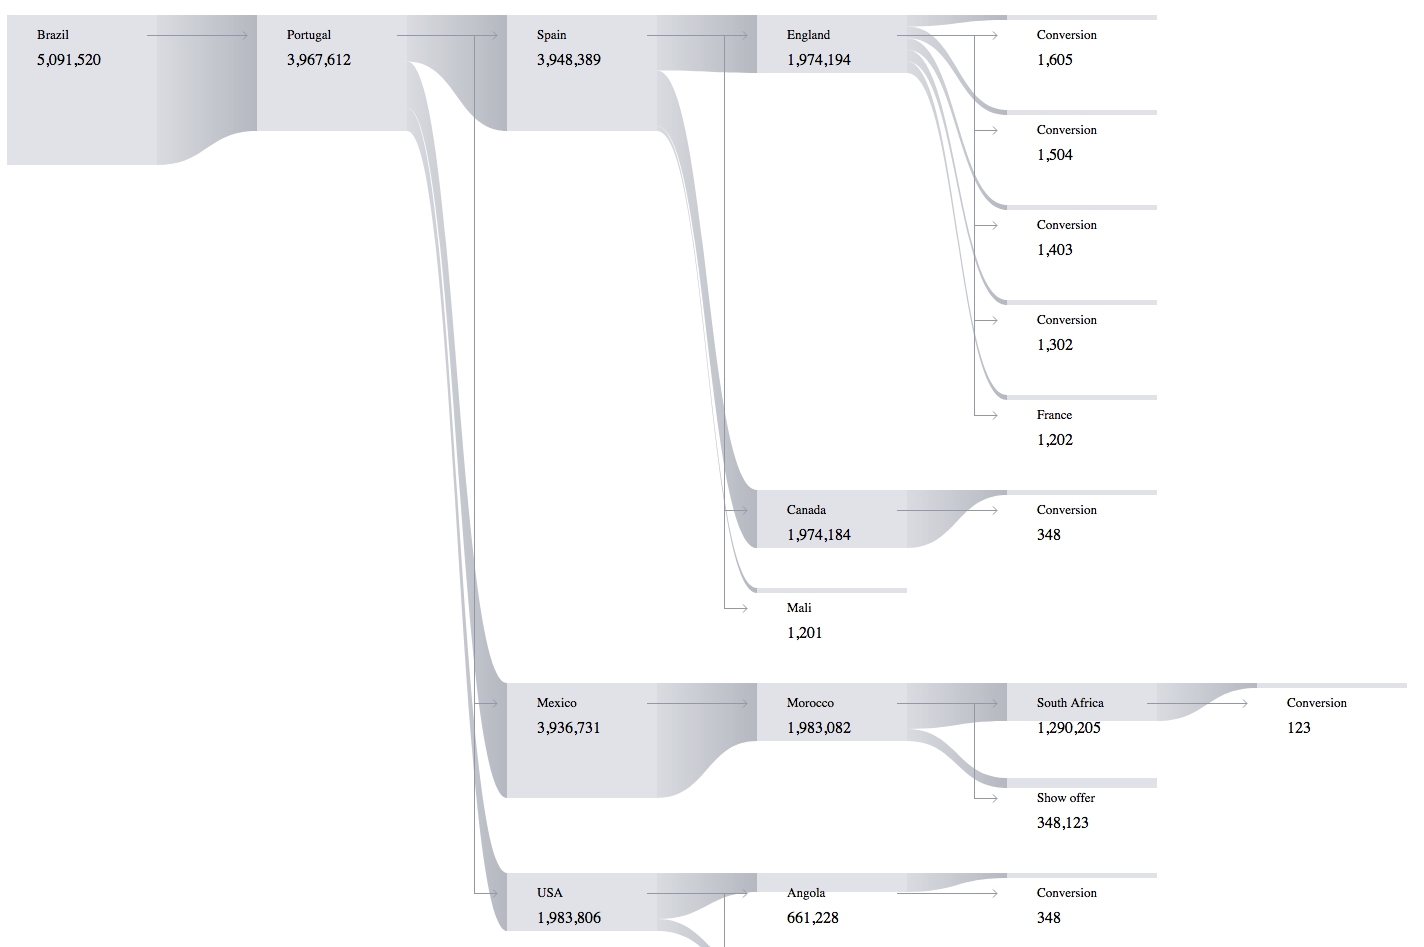 Brazil
5,091,520
Portugal
3,967,612
Spain
3,948,389
England
1,974,194
Conversion
1,605
Conversion
1,504
Conversion
1,403
Conversion
1,302
France
1,202
Canada
1,974,184
Conversion
348
Mali
1,201
Mexico
3,936,731
Morocco
1,983,082
South Africa
1,290,205
Conversion
123
Show offer
348,123
USA
1,983,806
Angola
661,228
Conversion
348